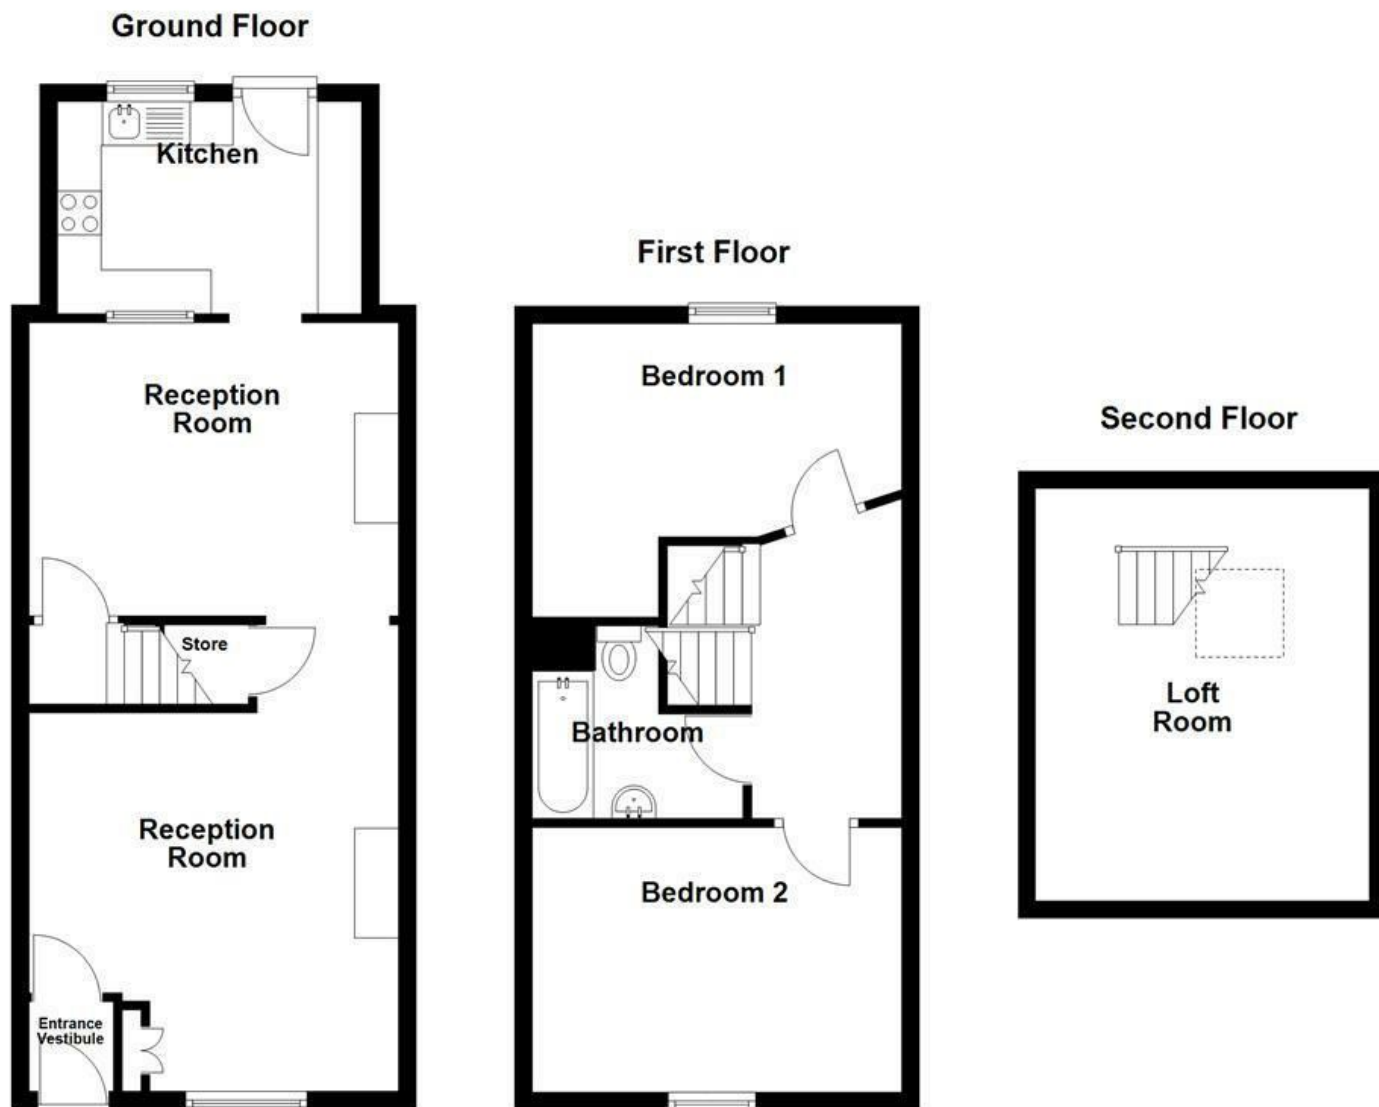 Ground Floor
Kitchen
Reception
Room
Store
Reception
Room
Entrance
Vestibule
First Floor
Bedroom 1
Bathroom
Bedroom 2
Second Floor
Loft
Room